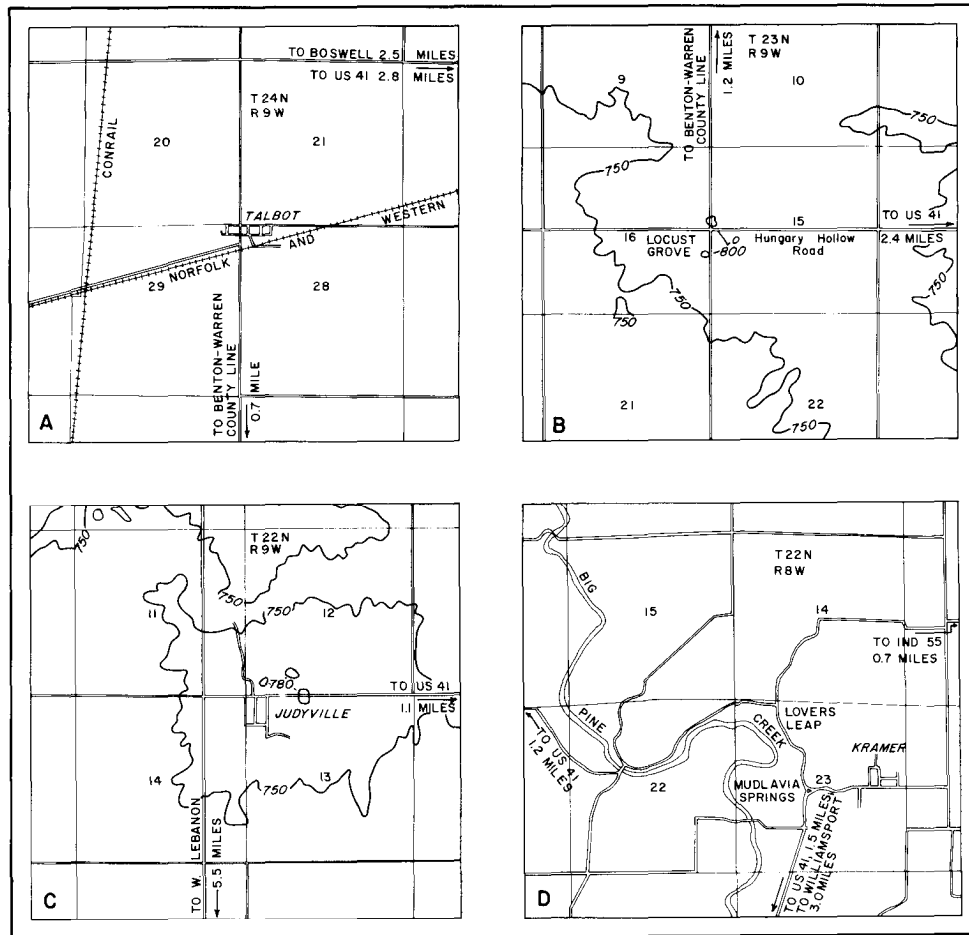 TO BOSWELL 2.5 MILES
TO US 41 2.8 MILES
T24N
R9W
20
21
CONRAIL
TALBOT
NORFOLK AND WESTERN
29
28
TO BENTON-WARREN
COUNTY LINE
0.7 MILE
A
T 23N
R9W
9
10
TO BENTON-WARREN
COUNTY LINE
1.2 MILES
750
750
15
TO US 41
2.4 MILES
16
LOCUST
GROVE
800
Hungary Hollow
Road
750
750
750
21
22
750
B
T22N
R9W
750
750
750
11
12
780
TO US 41
1.1 MILES
JUDYVILLE
14
13
750
TO W. LEBANON
5.5 MILES
C
T22N
R8W
BIG
15
14
TO IND 55
0.7 MILES
PINE
CREEK
LOVERS
LEAP
KRAMER
TO US 41
1.2 MILES
22
MUDLAVIA
SPRINGS
23
TO US 41, 1.5 MILES
TO WILLIAMSPORT
3.0 MILES
D